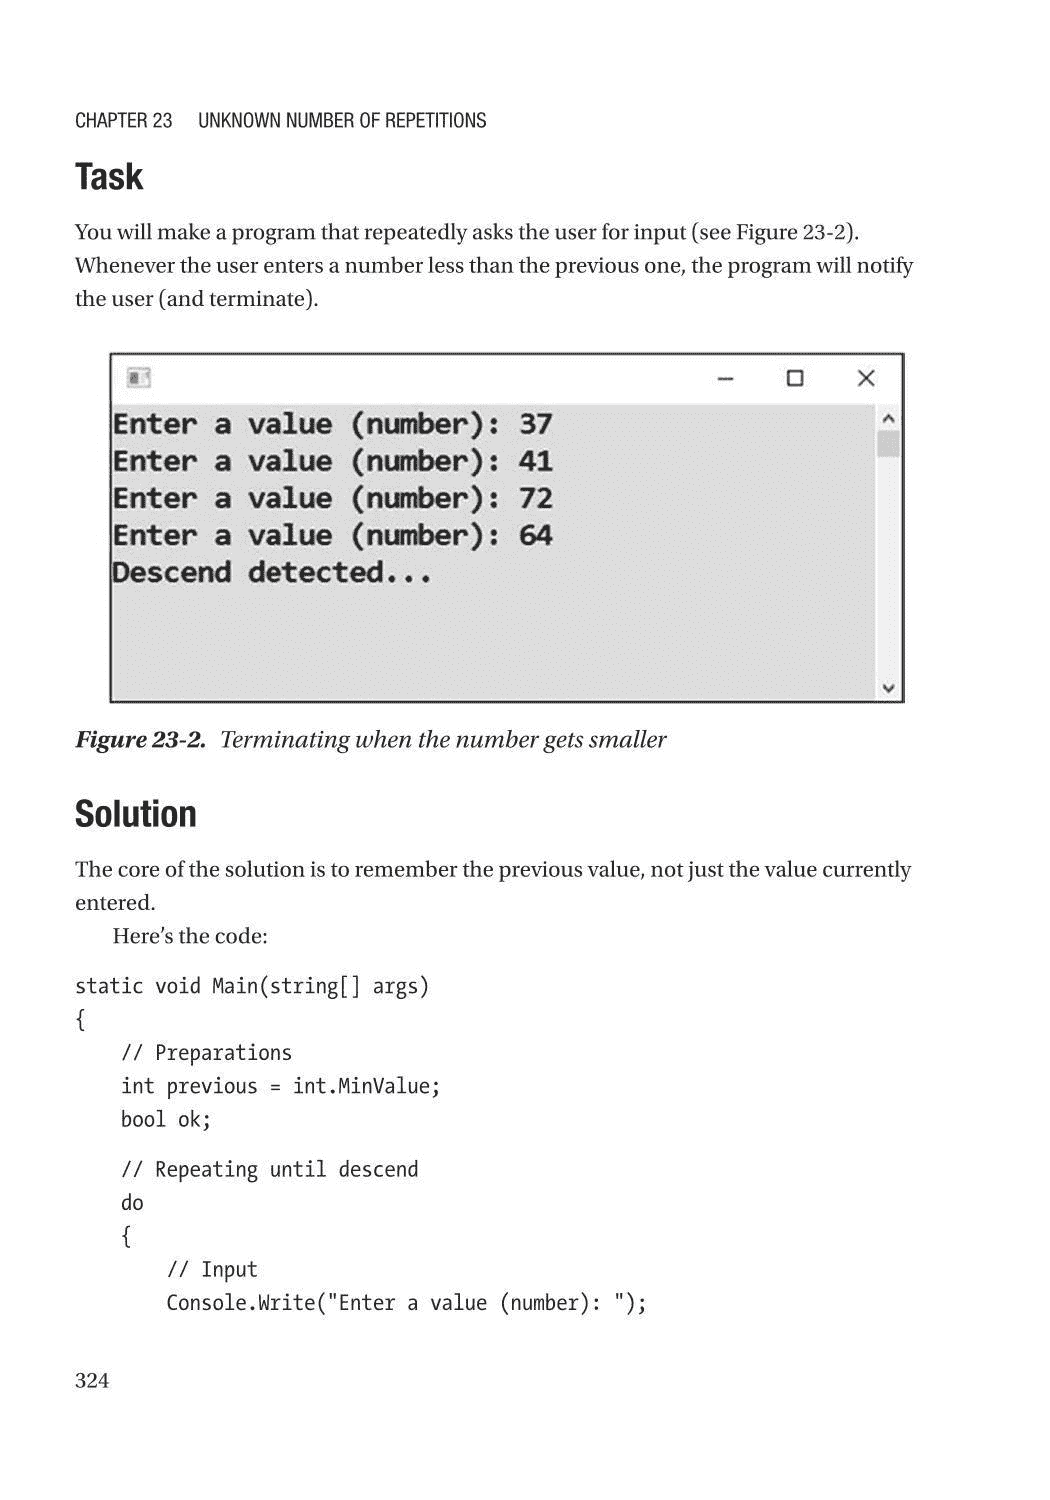 CHAPTER 23 UNKNOWN NUMBER OF REPETITIONS
Task
You will make a program that repeatedly asks the user for input (see Figure 23-2).
Whenever the user enters a number less than the previous one, the program will notify
the user (and terminate).
Enter a value (number): 37
Enter a value (number): 41
Enter a value (number): 72
Enter a value (number): 64
Descend detected...
Figure 23-2. Terminating when the number gets smaller
Solution
The core of the solution is to remember the previous value, not just the value currently
entered.
Here’s the code:
static void Main(string[] args)
{
// Preparations
int previous = int.MinValue;
bool ok;
// Repeating until descend
do
{
// Input
Console.Write("Enter a value (number): ");
324